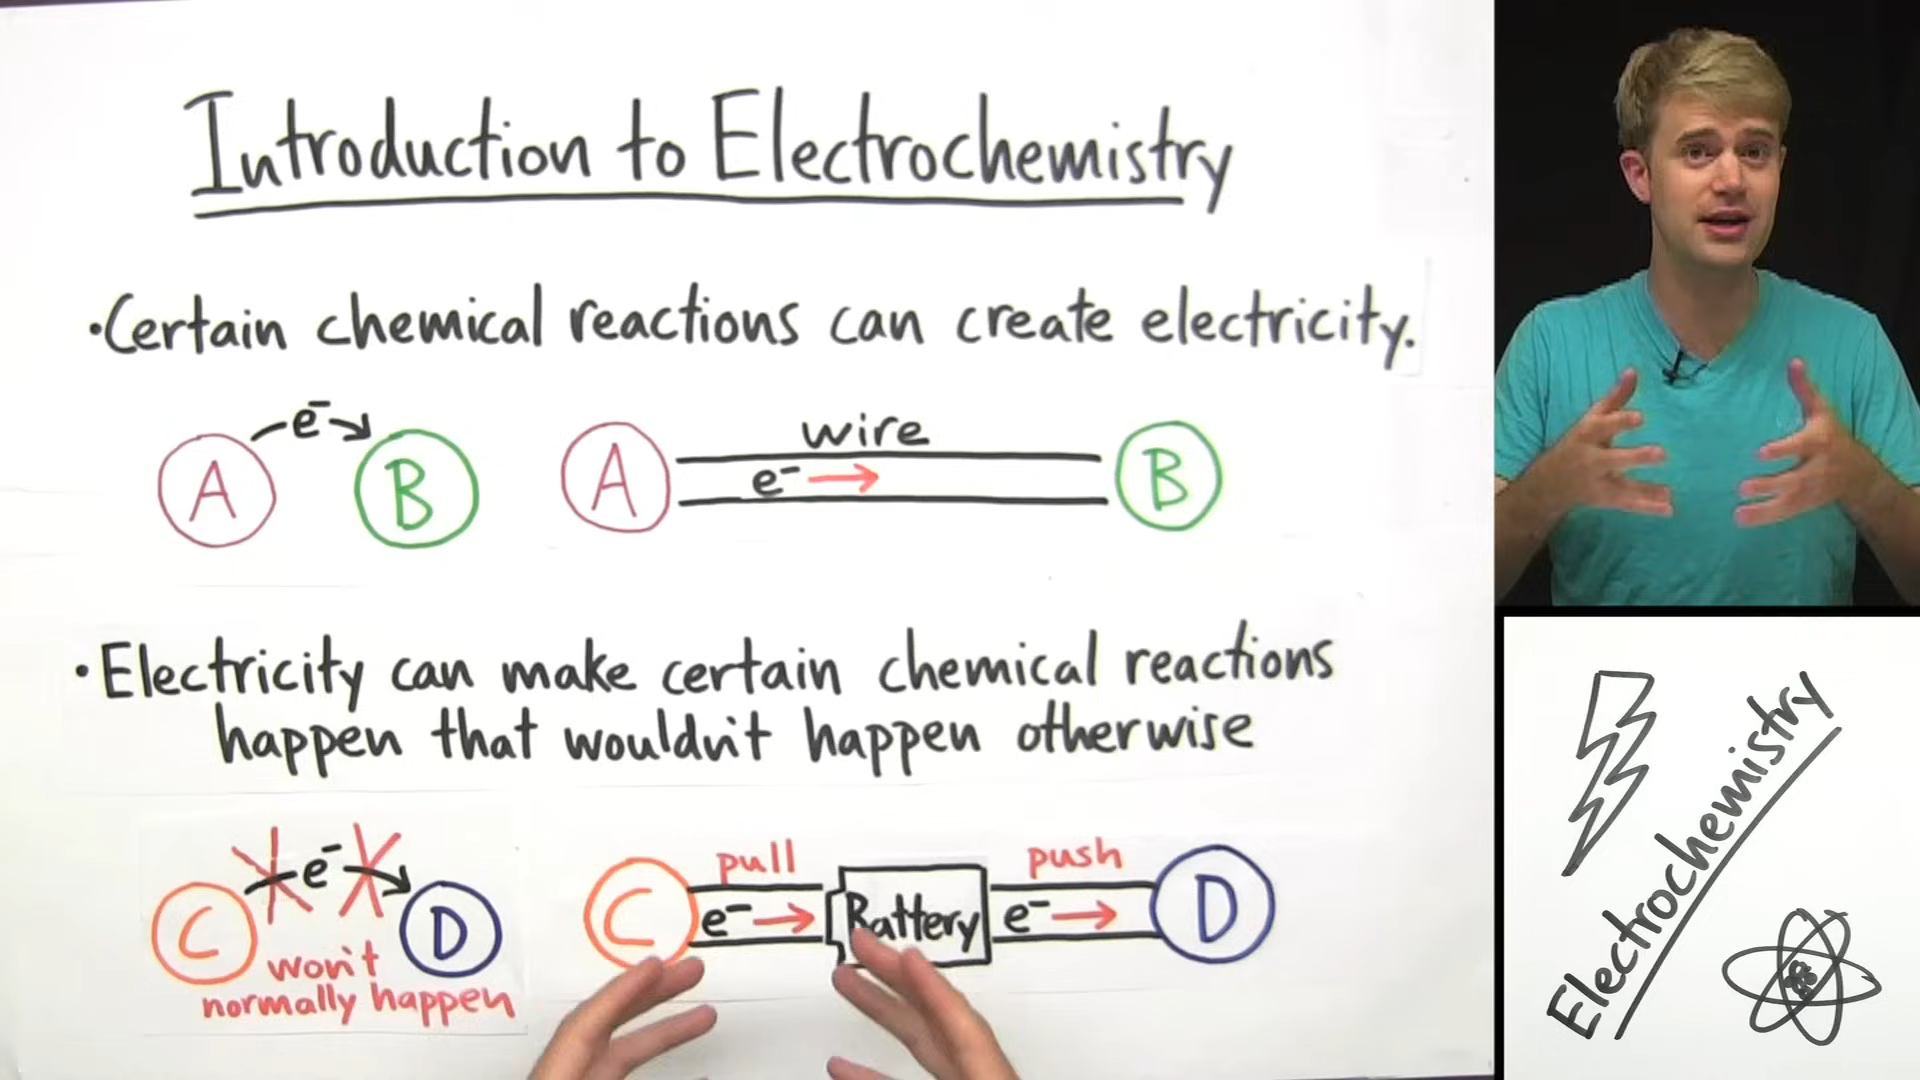 Introduction to Electrochemistry
• Certain chemical reactions can create electricity.
A e⁻ B
wire
A e⁻ B
• Electricity can make certain chemical reactions
happen that wouldn't happen otherwise
C e⁻ D
won't
normally happen
pull push
C e⁻ Battery e⁻ D
Electrochemistry